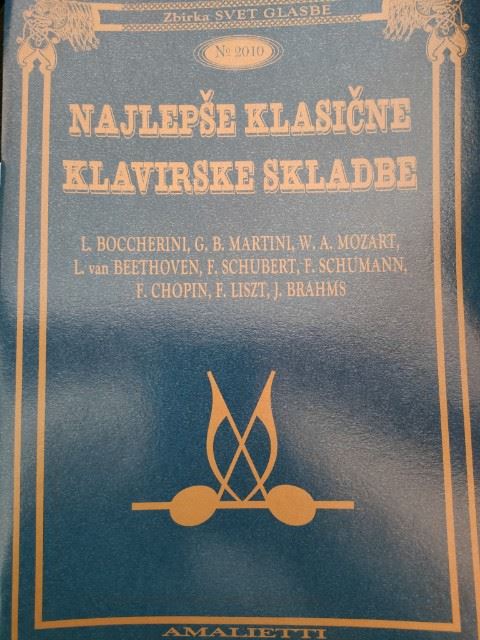 Zbirka SVET GLASBE
No 2010
NAJLEPŠE KLASIČNE
KLAVIRSKE SKLADBE
L. BOCCHERINI, G. B. MARTINI, W. A. MOZART,
L. van BEETHOVEN, F. SCHUBERT, F. SCHUMANN,
F. CHOPIN, F. LISZT, J. BRAHMS
AMALIETTI